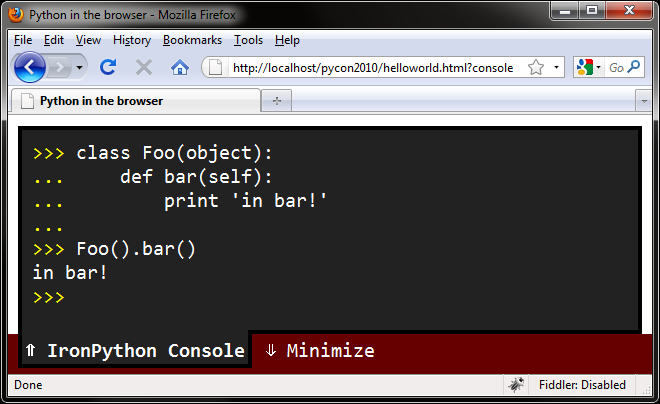 Python in the browser - Mozilla Firefox
File Edit View History Bookmarks Tools Help
http://localhost/pycon2010/helloworld.html?console
Go
Python in the browser
>>> class Foo(object):
...     def bar(self):
...         print 'in bar!'
...
>>> Foo().bar()
in bar!
>>>
⇑ IronPython Console ⇓ Minimize
Done Fiddler: Disabled